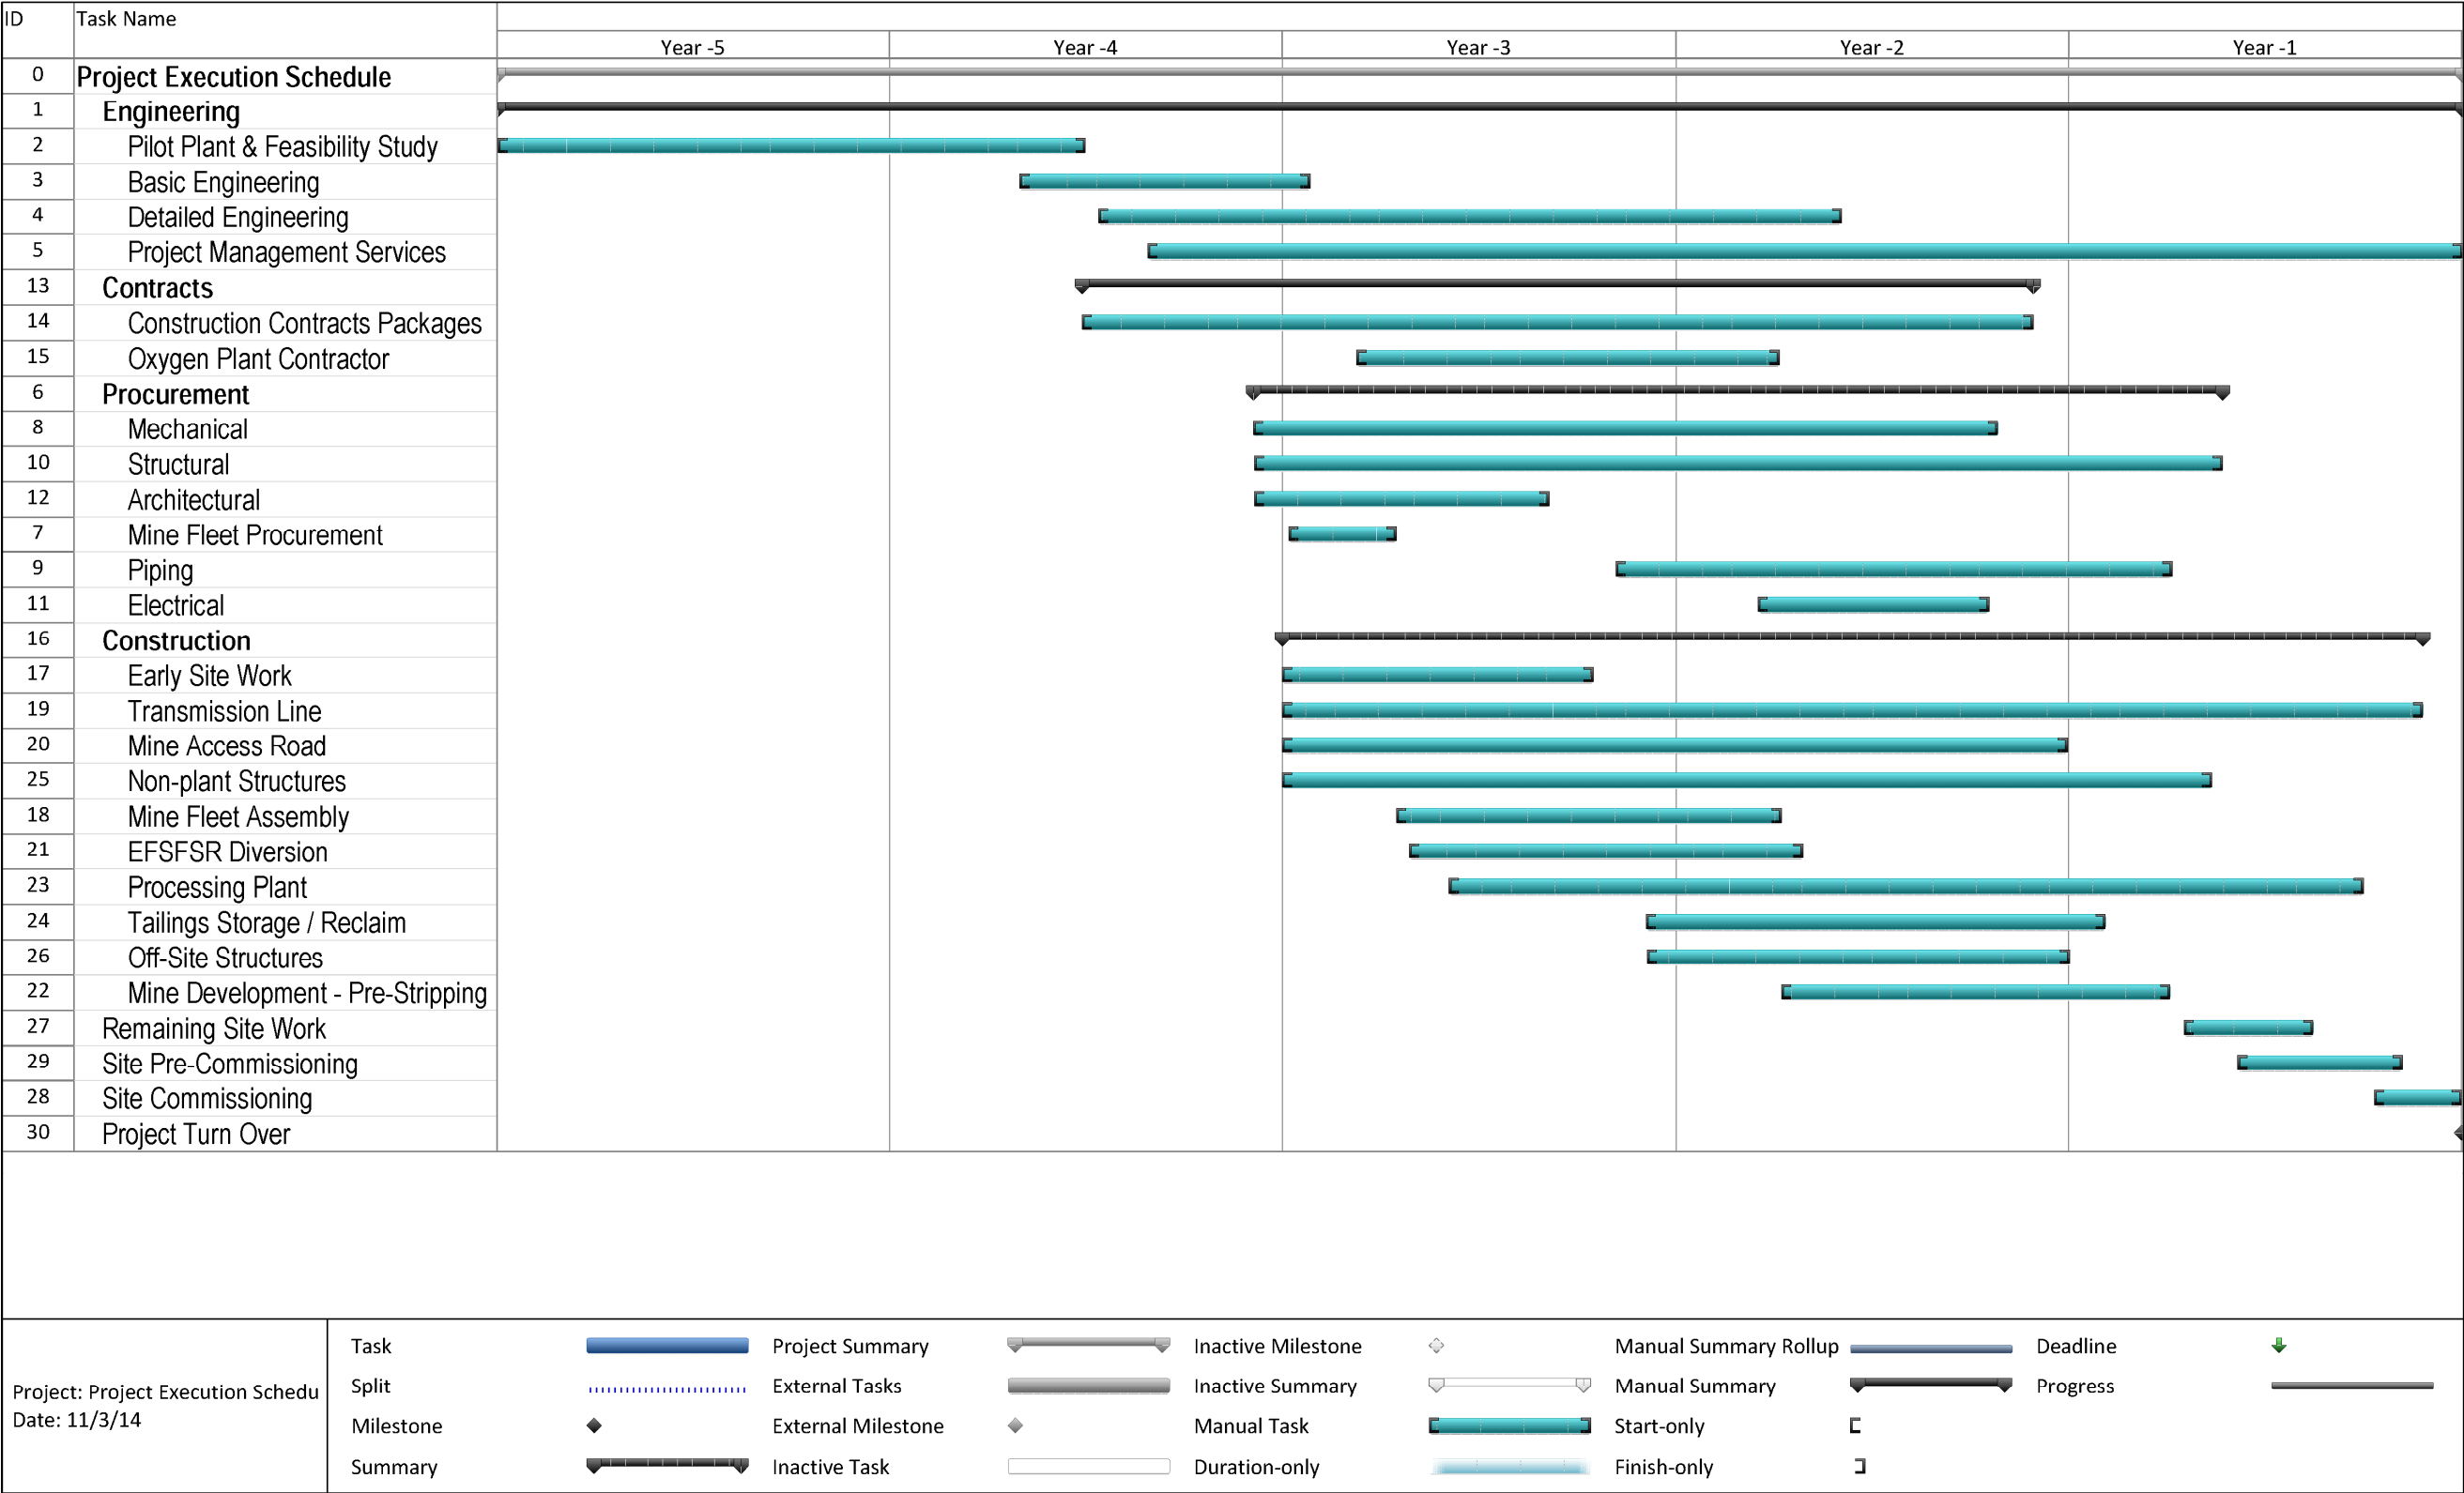 ID Task Name
Year -5 Year -4 Year -3 Year -2 Year -1
0 Project Execution Schedule
1 Engineering
2 Pilot Plant & Feasibility Study
3 Basic Engineering
4 Detailed Engineering
5 Project Management Services
13 Contracts
14 Construction Contracts Packages
15 Oxygen Plant Contractor
6 Procurement
8 Mechanical
10 Structural
12 Architectural
7 Mine Fleet Procurement
9 Piping
11 Electrical
16 Construction
17 Early Site Work
19 Transmission Line
20 Mine Access Road
25 Non-plant Structures
18 Mine Fleet Assembly
21 EFSFSR Diversion
23 Processing Plant
24 Tailings Storage / Reclaim
26 Off-Site Structures
22 Mine Development - Pre-Stripping
27 Remaining Site Work
29 Site Pre-Commissioning
28 Site Commissioning
30 Project Turn Over
Project: Project Execution Schedu
Date: 11/3/14
Task Project Summary Inactive Milestone Manual Summary Rollup Deadline
Split External Tasks Inactive Summary Manual Summary Progress
Milestone External Milestone Manual Task Start-only
Summary Inactive Task Duration-only Finish-only